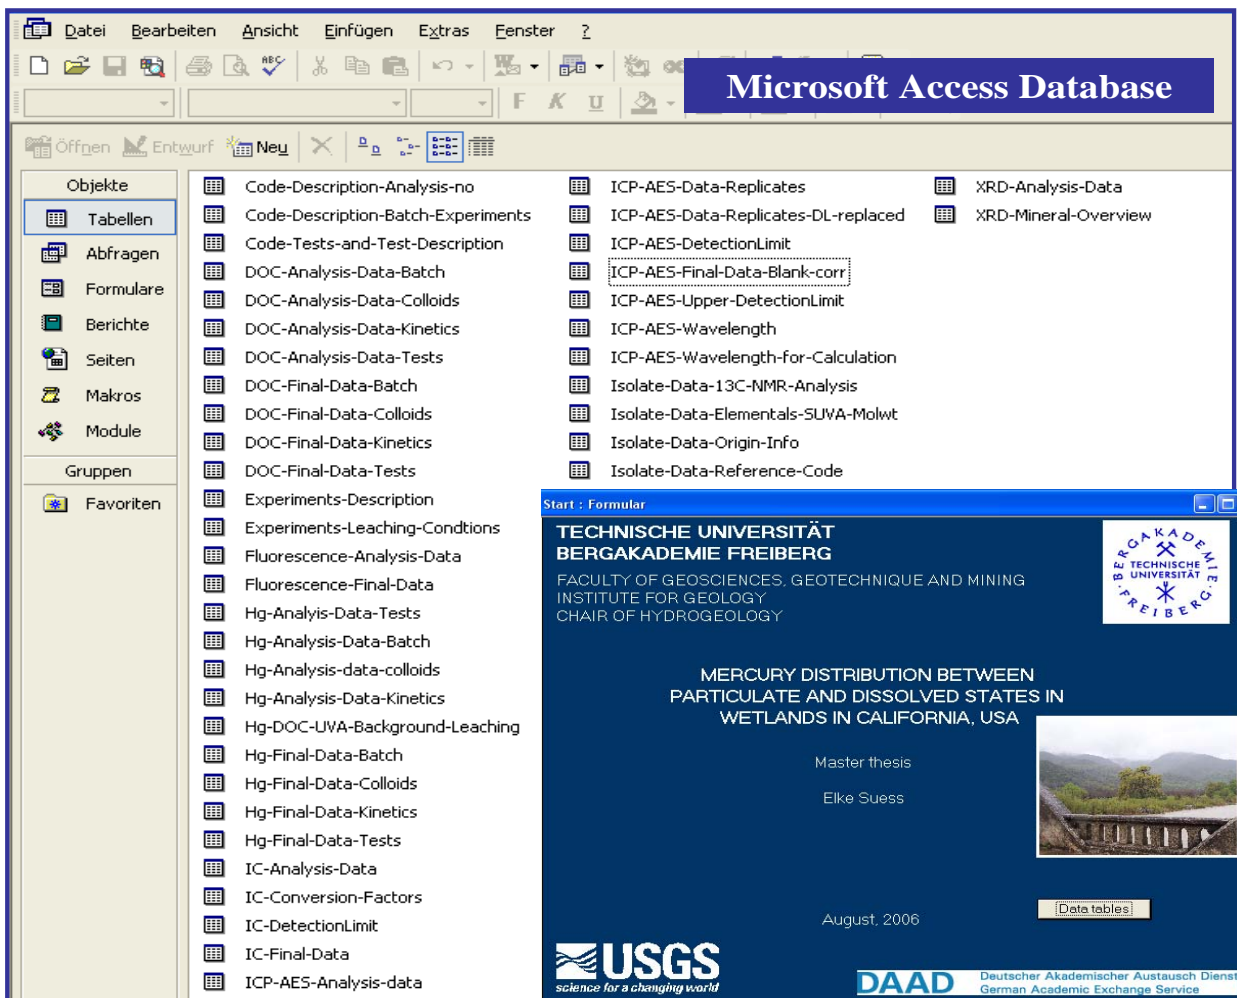 Datei Bearbeiten Ansicht Einfügen Extras Fenster ?
ABC
F K U
Microsoft Access Database
Öffnen Entwurf Neu
Objekte
Tabellen
Abfragen
Formulare
Berichte
Seiten
Makros
Module
Gruppen
Favoriten
Code-Description-Analysis-no
Code-Description-Batch-Experiments
Code-Tests-and-Test-Description
DOC-Analysis-Data-Batch
DOC-Analysis-Data-Colloids
DOC-Analysis-Data-Kinetics
DOC-Analysis-Data-Tests
DOC-Final-Data-Batch
DOC-Final-Data-Colloids
DOC-Final-Data-Kinetics
DOC-Final-Data-Tests
Experiments-Description
Experiments-Leaching-Condtions
Fluorescence-Analysis-Data
Fluorescence-Final-Data
Hg-Analyis-Data-Tests
Hg-Analysis-Data-Batch
Hg-Analysis-data-colloids
Hg-Analysis-Data-Kinetics
Hg-DOC-UVA-Background-Leaching
Hg-Final-Data-Batch
Hg-Final-Data-Colloids
Hg-Final-Data-Kinetics
Hg-Final-Data-Tests
IC-Analysis-Data
IC-Conversion-Factors
IC-DetectionLimit
IC-Final-Data
ICP-AES-Analysis-data
ICP-AES-Data-Replicates
ICP-AES-Data-Replicates-DL-replaced
ICP-AES-DetectionLimit
ICP-AES-Final-Data-Blank-corr
ICP-AES-Upper-DetectionLimit
ICP-AES-Wavelength
ICP-AES-Wavelength-for-Calculation
Isolate-Data-13C-NMR-Analysis
Isolate-Data-Elementals-SUVA-Molwt
Isolate-Data-Origin-Info
Isolate-Data-Reference-Code
XRD-Analysis-Data
XRD-Mineral-Overview
Start : Formular
TECHNISCHE UNIVERSITÄT
BERGAKADEMIE FREIBERG
FACULTY OF GEOSCIENCES, GEOTECHNIQUE AND MINING
INSTITUTE FOR GEOLOGY
CHAIR OF HYDROGEOLOGY
BERGAKADEMIE
TECHNISCHE
UNIVERSITÄT
FREIBERG
MERCURY DISTRIBUTION BETWEEN
PARTICULATE AND DISSOLVED STATES IN
WETLANDS IN CALIFORNIA, USA
Master thesis
Elke Suess
Data tables
August, 2006
USGS
science for a changing world
DAAD
Deutscher Akademischer Austausch Dienst
German Academic Exchange Service